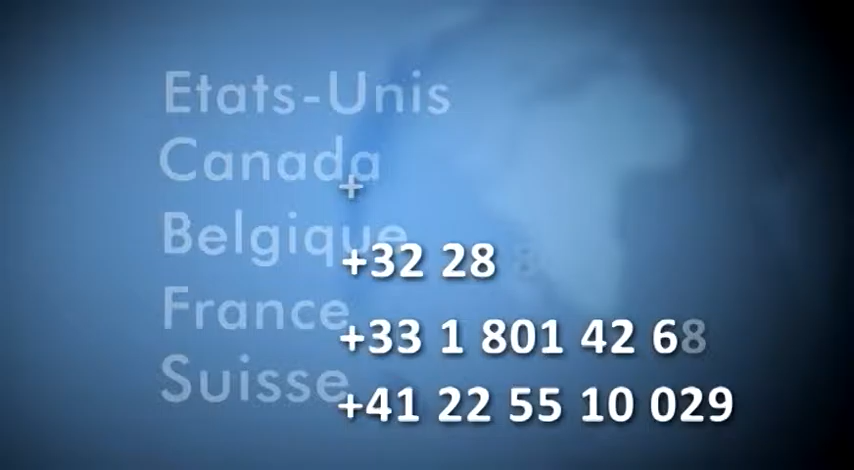 Etats-Unis
Canada
+
Belgique
+32 28
France
+33 1 801 42 68
Suisse
+41 22 55 10 029